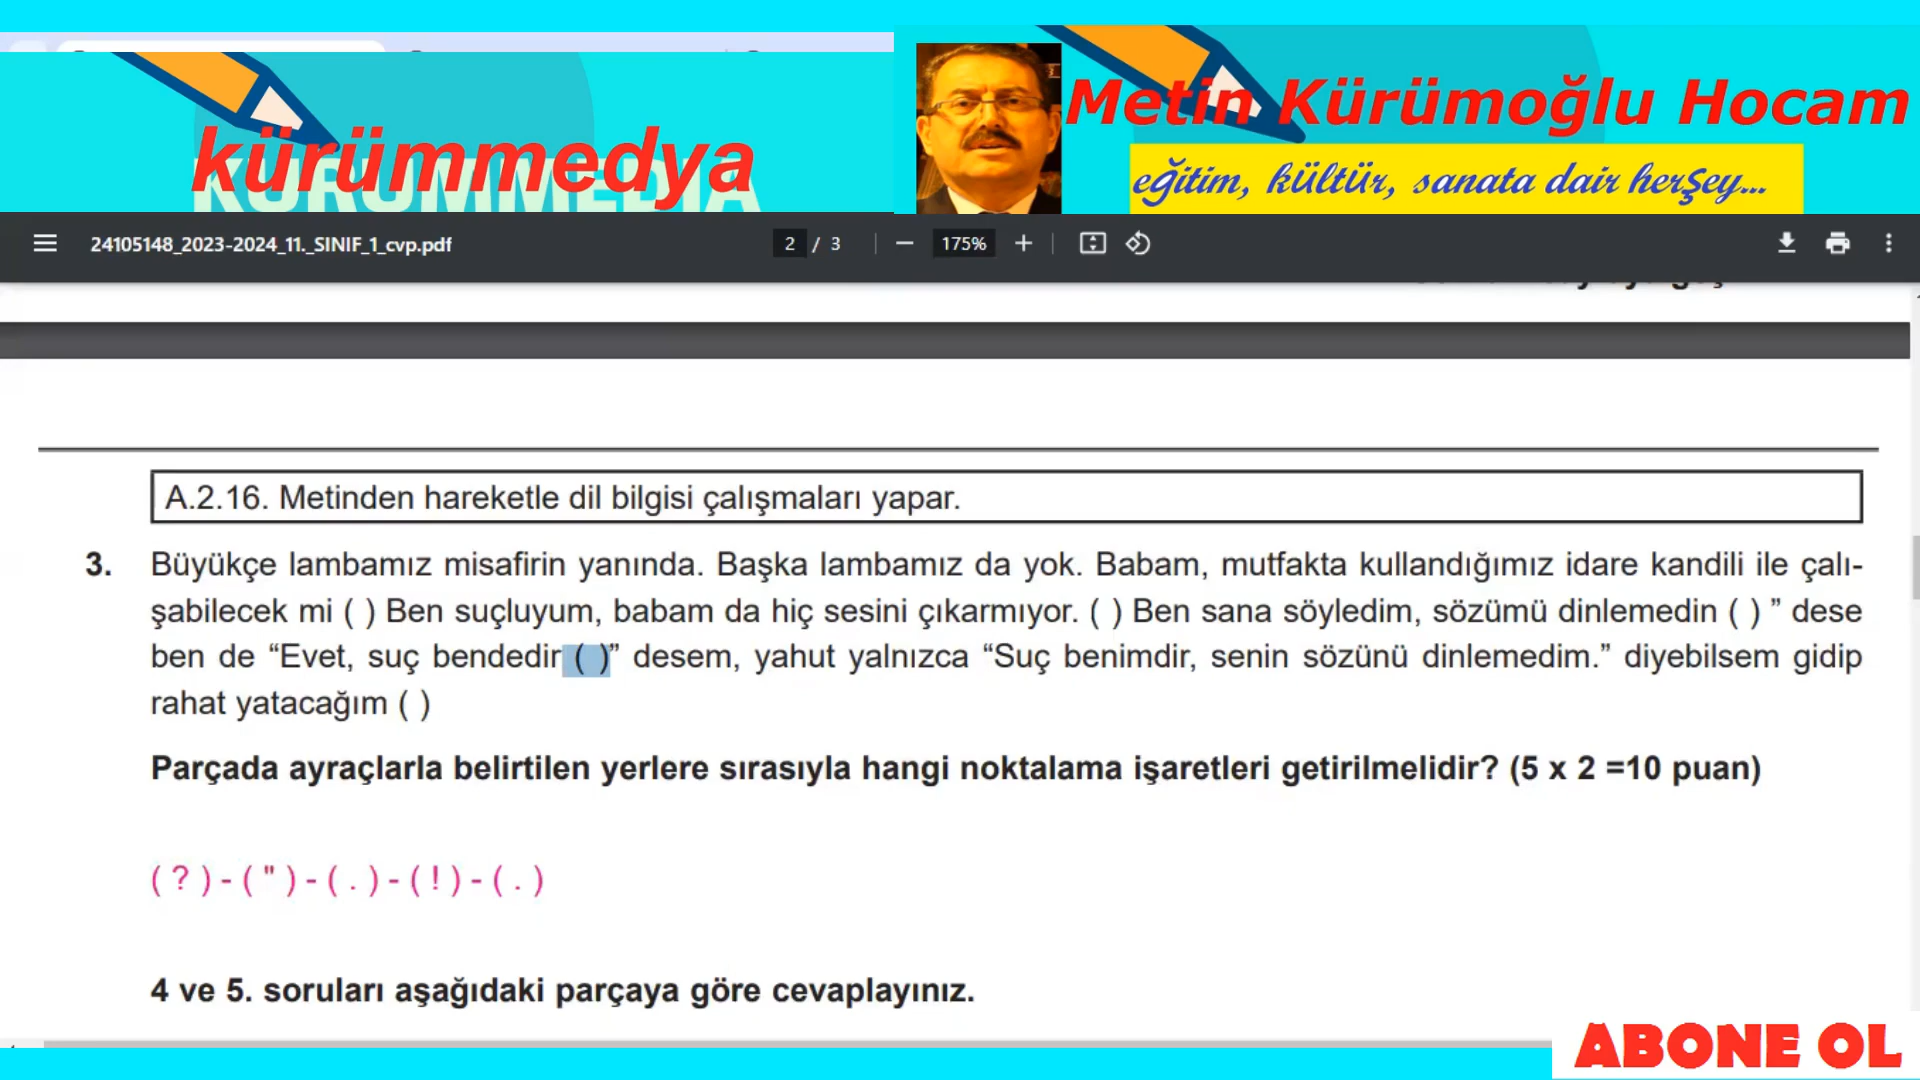 kürümmedya
KURUMMEDIA
Metin Kürümoğlu Hocam
eğitim, kültür, sanata dair herşey...
24105148_2023-2024_11._SINIF_1_cvp.pdf
2 / 3
175%
A.2.16. Metinden hareketle dil bilgisi çalışmaları yapar.
3. Büyükçe lambamız misafirin yanında. Başka lambamız da yok. Babam, mutfakta kullandığımız idare kandili ile çalı-
şabilecek mi ( ) Ben suçluyum, babam da hiç sesini çıkarmıyor. ( ) Ben sana söyledim, sözümü dinlemedin ( ) ” dese
ben de “Evet, suç bendedir ( )” desem, yahut yalnızca “Suç benimdir, senin sözünü dinlemedim.” diyebilsem gidip
rahat yatacağım ( )
Parçada ayraçlarla belirtilen yerlere sırasıyla hangi noktalama işaretleri getirilmelidir? (5 x 2 =10 puan)
( ? ) - ( " ) - ( . ) - ( ! ) - ( . )
4 ve 5. soruları aşağıdaki parçaya göre cevaplayınız.
ABONE OL